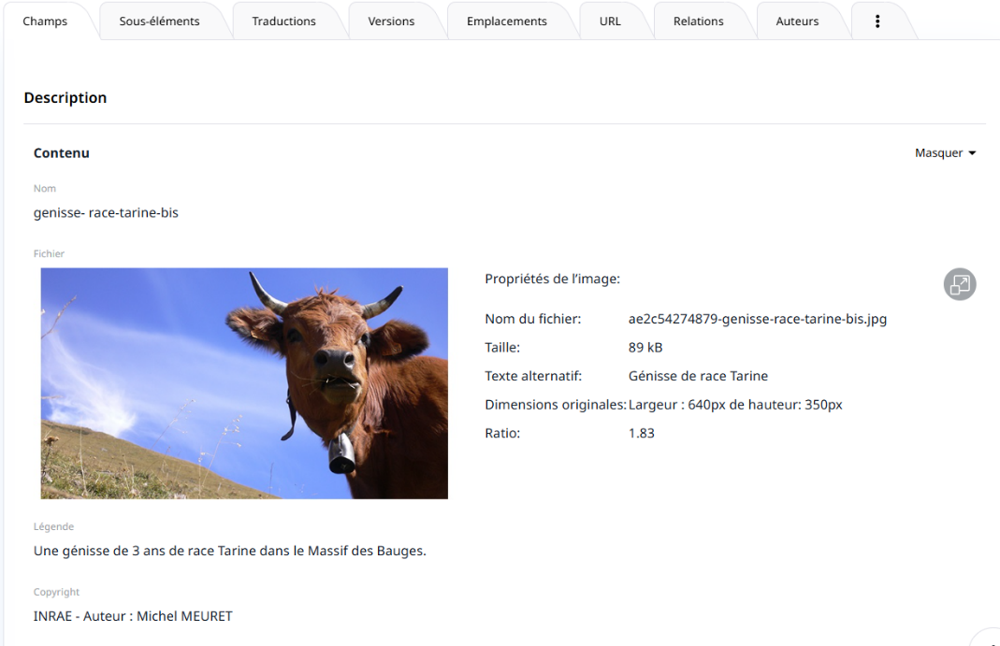 Champs Sous-éléments Traductions Versions Emplacements URL Relations Auteurs
Description
Contenu Masquer
Nom
genisse- race-tarine-bis
Fichier
Propriétés de l’image:
Nom du fichier: ae2c54274879-genisse-race-tarine-bis.jpg
Taille: 89 kB
Texte alternatif: Génisse de race Tarine
Dimensions originales: Largeur : 640px de hauteur: 350px
Ratio: 1.83
Légende
Une génisse de 3 ans de race Tarine dans le Massif des Bauges.
Copyright
INRAE - Auteur : Michel MEURET